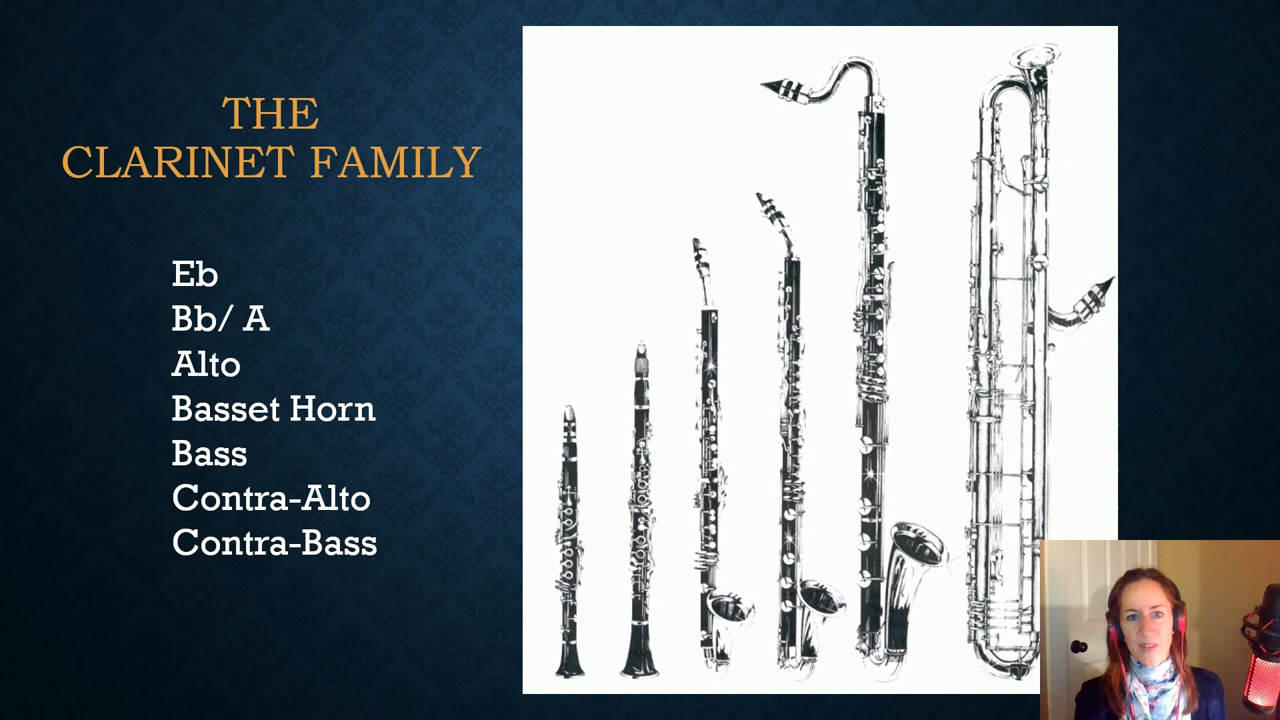 THE
CLARINET FAMILY
Eb
Bb/ A
Alto
Basset Horn
Bass
Contra-Alto
Contra-Bass